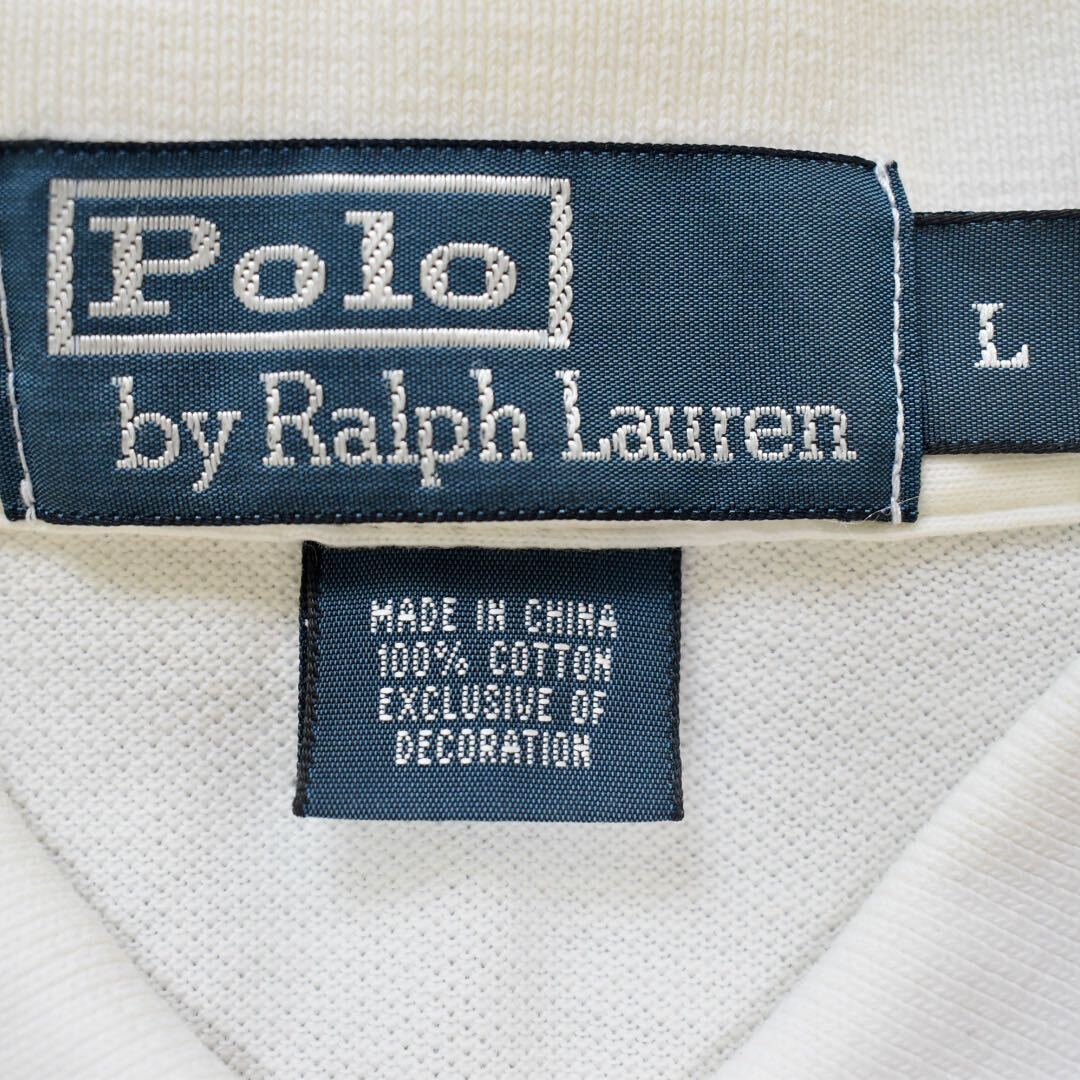 Polo
by Ralph Lauren
L
MADE IN CHINA
100% COTTON
EXCLUSIVE OF
DECORATION